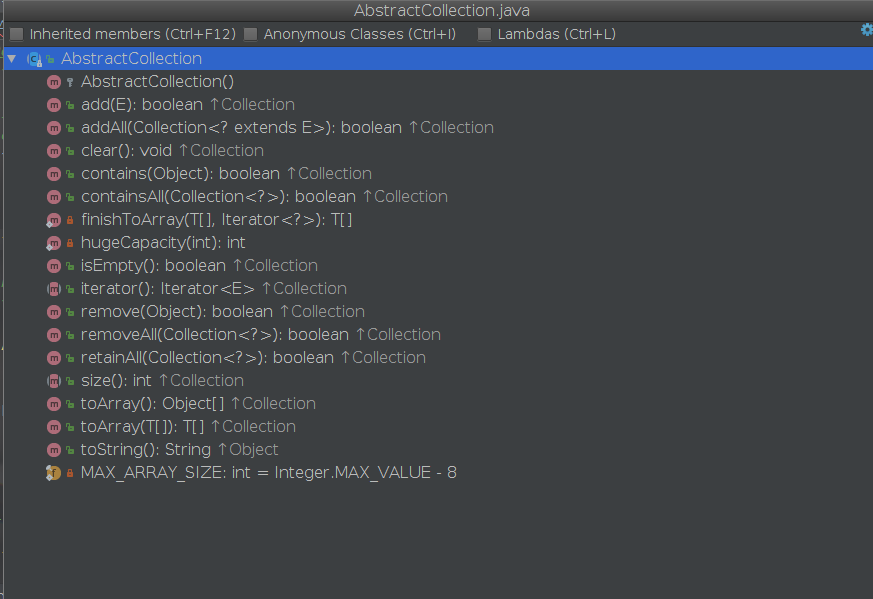 AbstractCollection.java
Inherited members (Ctrl+F12) Anonymous Classes (Ctrl+I) Lambdas (Ctrl+L)
AbstractCollection
AbstractCollection()
add(E): boolean ↑Collection
addAll(Collection<? extends E>): boolean ↑Collection
clear(): void ↑Collection
contains(Object): boolean ↑Collection
containsAll(Collection<?>): boolean ↑Collection
finishToArray(T[], Iterator<?>): T[]
hugeCapacity(int): int
isEmpty(): boolean ↑Collection
iterator(): Iterator<E> ↑Collection
remove(Object): boolean ↑Collection
removeAll(Collection<?>): boolean ↑Collection
retainAll(Collection<?>): boolean ↑Collection
size(): int ↑Collection
toArray(): Object[] ↑Collection
toArray(T[]): T[] ↑Collection
toString(): String ↑Object
MAX_ARRAY_SIZE: int = Integer.MAX_VALUE - 8